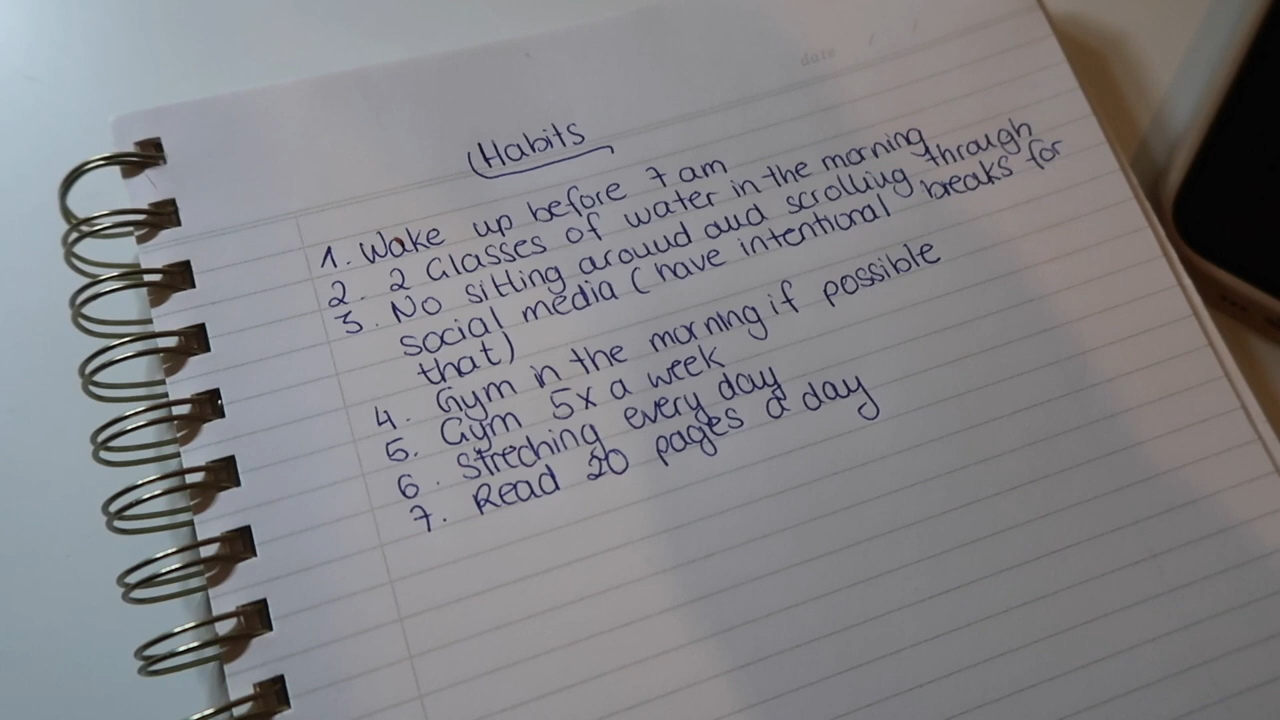 date / /
Habits
1. Wake up before 7 am
2. 2 Glasses of water in the morning
3. No sitting around and scrolling through
social media (have intentional breaks for
that)
4. Gym in the morning if possible
5. Gym 5x a week
6. Streching every day
7. Read 20 pages a day